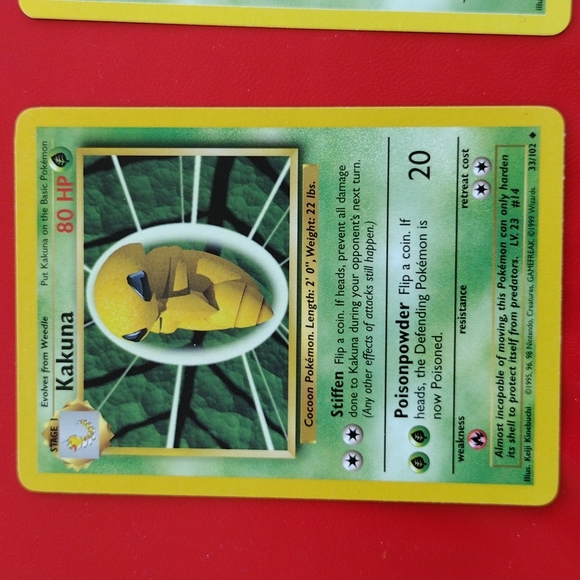 Evolves from Weedle Put Kakuna on the Basic Pokémon
STAGE
Kakuna 80 HP
Cocoon Pokémon. Length: 2' 0", Weight: 22 lbs.
Stiffen Flip a coin. If heads, prevent all damage
done to Kakuna during your opponent's next turn.
(Any other effects of attacks still happen.)
Poisonpowder Flip a coin. If
heads, the Defending Pokémon is
now Poisoned.
20
weakness resistance retreat cost
Almost incapable of moving, this Pokémon can only harden
its shell to protect itself from predators. LV. 23 #14
Illus. Keiji Kinebuchi ©1995, 96, 98 Nintendo, Creatures, GAMEFREAK. ©1999 Wizards. 33/102
Illus.